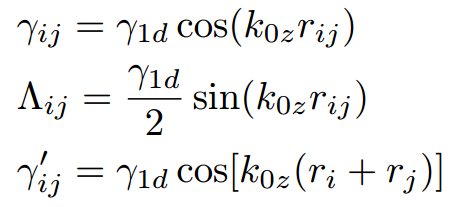 γ_{ij} = γ_{1d} cos(k_{0z}r_{ij})
Λ_{ij} = \frac{γ_{1d}}{2} sin(k_{0z}r_{ij})
γ'_{ij} = γ_{1d} cos[k_{0z}(r_i + r_j)]